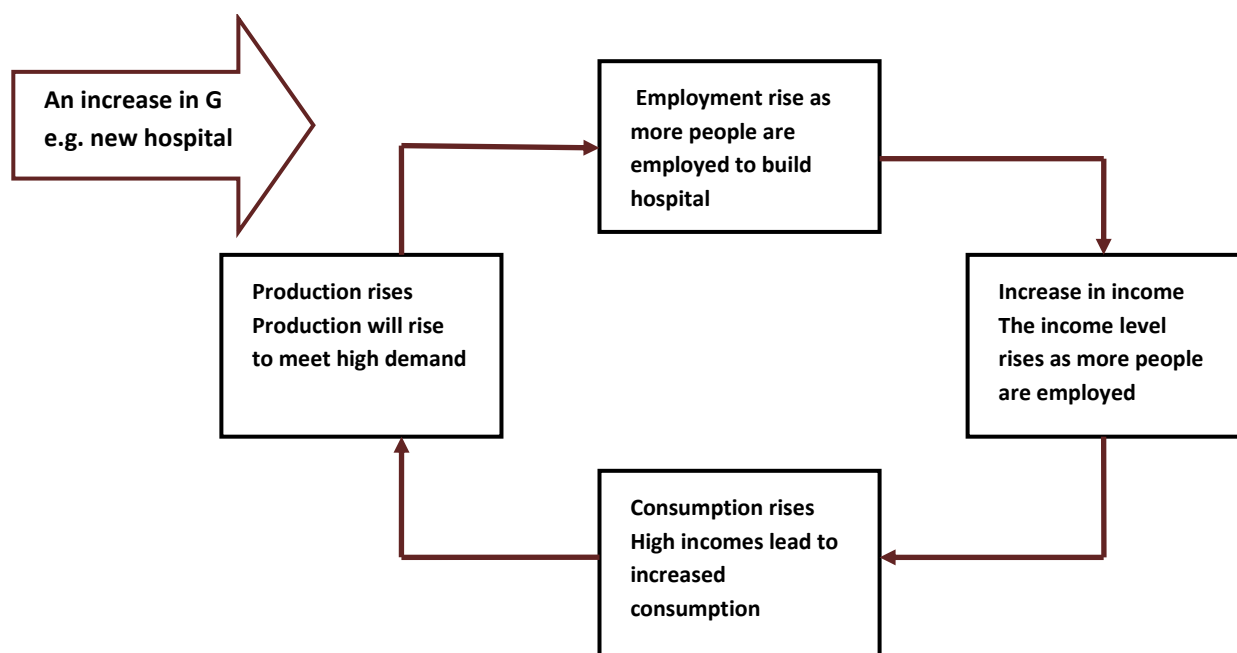 An increase in G
e.g. new hospital
Employment rise as
more people are
employed to build
hospital
Increase in income
The income level
rises as more people
are employed
Consumption rises
High incomes lead to
increased
consumption
Production rises
Production will rise
to meet high demand